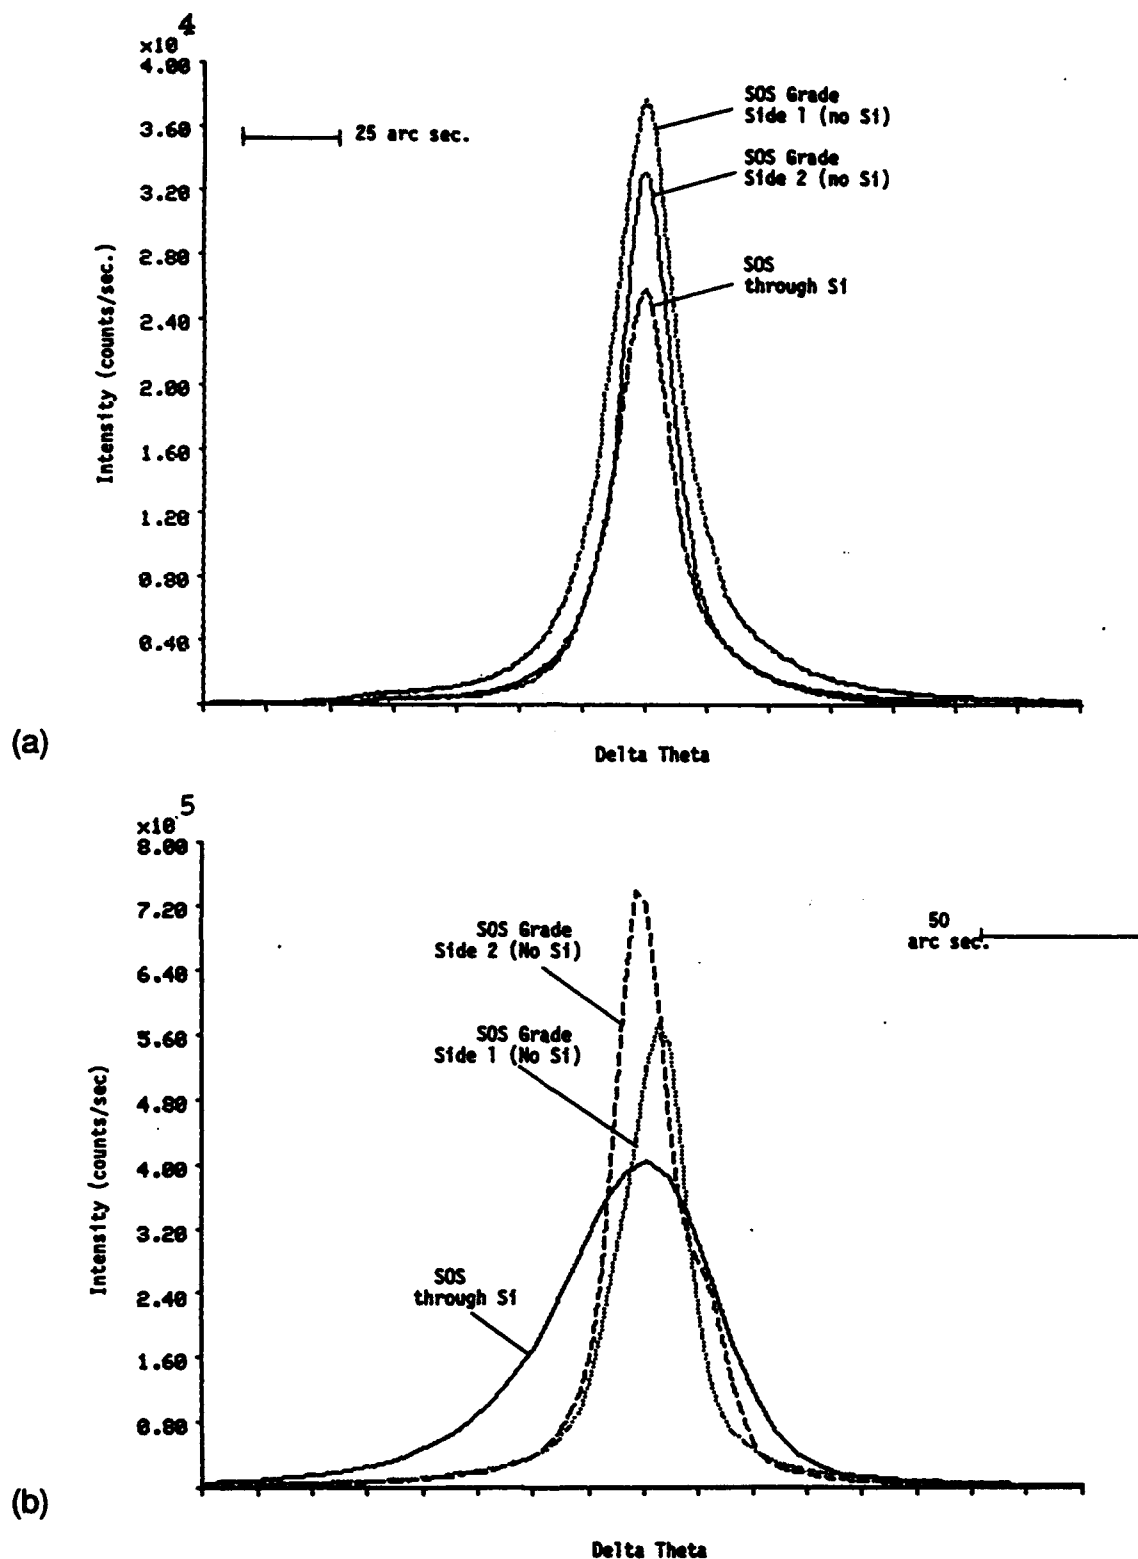 4
×10
4.00
3.60
3.20
2.80
2.40
2.00
1.60
1.20
0.80
0.40
Intensity (counts/sec.)
25 arc sec.
SOS Grade
Side 1 (no Si)
SOS Grade
Side 2 (no Si)
SOS
through Si
Delta Theta
(a)
5
×10
8.00
7.20
6.40
5.60
4.80
4.00
3.20
2.40
1.60
0.80
Intensity (counts/sec)
SOS Grade
Side 2 (No Si)
SOS Grade
Side 1 (No Si)
SOS
through Si
50
arc sec.
Delta Theta
(b)